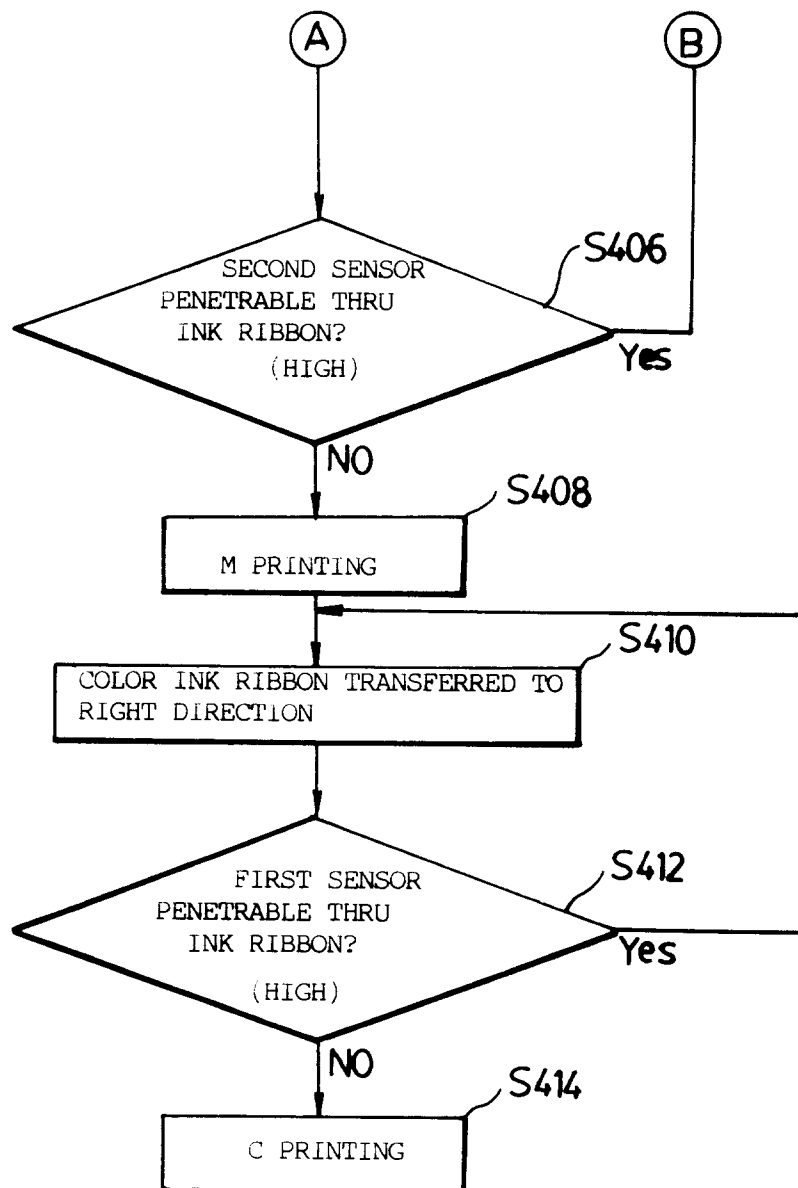 A
B
S406
SECOND SENSOR
PENETRABLE THRU
INK RIBBON?
(HIGH)
Yes
NO
S408
M PRINTING
S410
COLOR INK RIBBON TRANSFERRED TO
RIGHT DIRECTION
S412
FIRST SENSOR
PENETRABLE THRU
INK RIBBON?
(HIGH)
Yes
NO
S414
C PRINTING